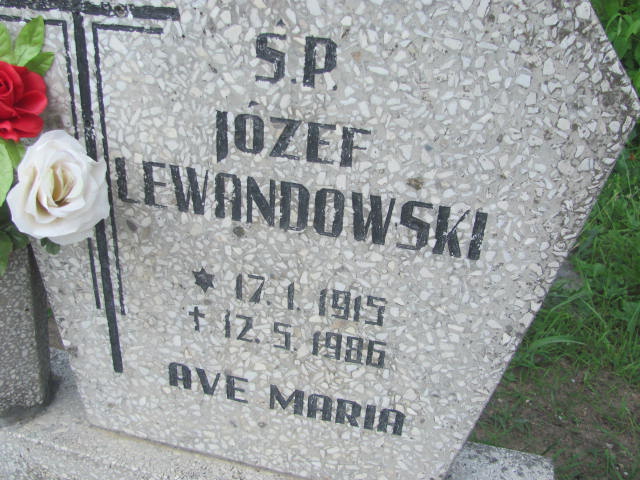 Ś.P.
JÓZEF
LEWANDOWSKI
* 17.1.1915
† 12.5.1986
AVE MARIA